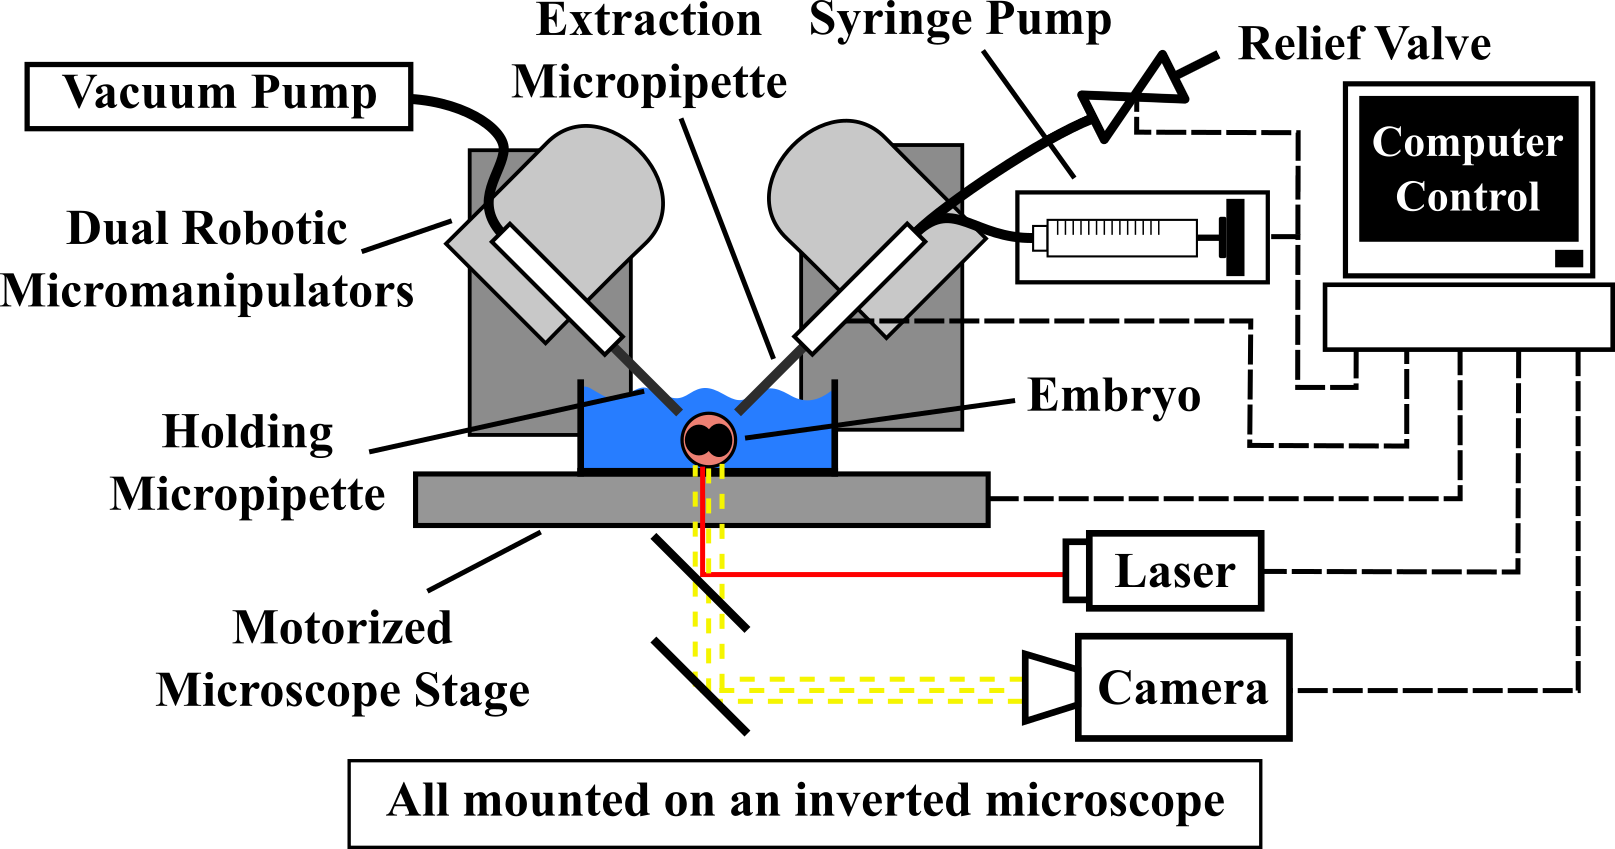 Extraction
Micropipette
Syringe Pump
Relief Valve
Vacuum Pump
Computer
Control
Dual Robotic
Micromanipulators
Embryo
Holding
Micropipette
Laser
Motorized
Microscope Stage
Camera
All mounted on an inverted microscope